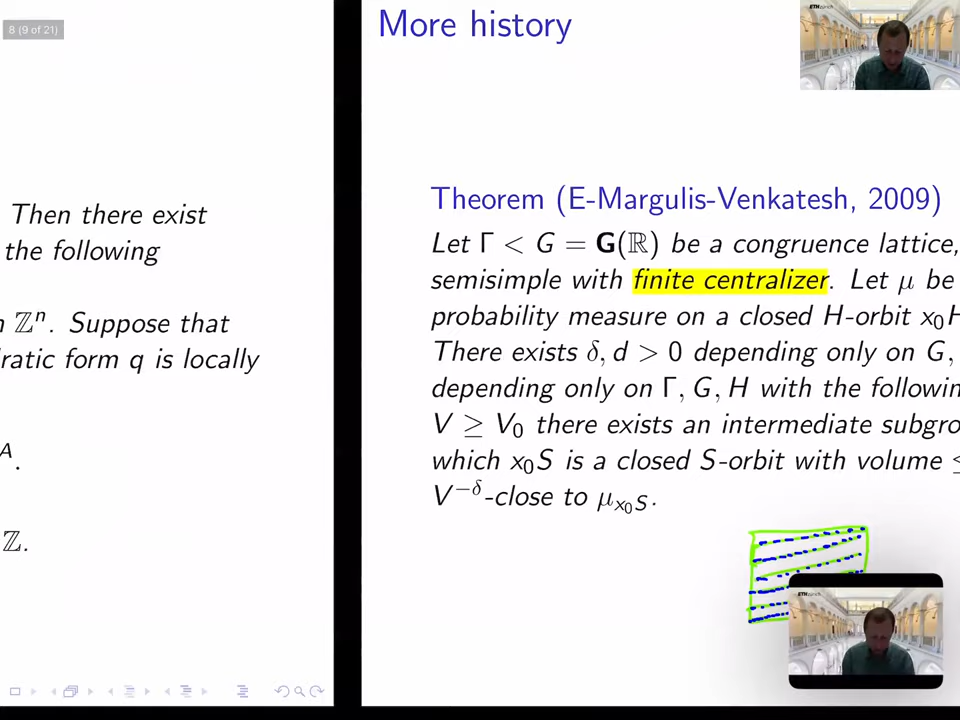 8 (9 of 21)
Then there exist
the following
ℤⁿ. Suppose that
ratic form q is locally
A.
ℤ.
More history
Theorem (E-Margulis-Venkatesh, 2009)
Let Γ < G = G(ℝ) be a congruence lattice,
semisimple with finite centralizer. Let μ be
probability measure on a closed H-orbit x₀H
There exists δ, d > 0 depending only on G,
depending only on Γ, G, H with the followin
V ≥ V₀ there exists an intermediate subgro
which x₀S is a closed S-orbit with volume ≤
V^{−δ}-close to μ_{x₀S}.
ETH
ETH